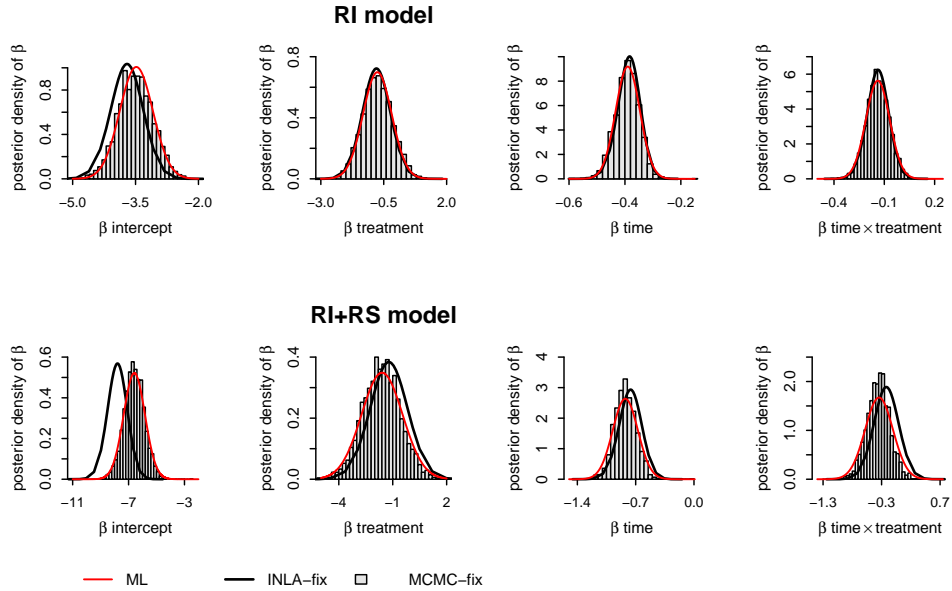 RI model
posterior density of β
0.0
0.4
0.8
−5.0
−3.5
−2.0
β intercept
posterior density of β
0.0
0.4
0.8
−3.0
−0.5
2.0
β treatment
posterior density of β
0
2
4
6
8
−0.6
−0.4
−0.2
β time
posterior density of β
0
2
4
6
−0.4
−0.1
0.2
β time × treatment
RI+RS model
posterior density of β
0.0
0.2
0.4
0.6
−11
−7
−3
β intercept
posterior density of β
0.0
0.2
0.4
−4
−1
2
β treatment
posterior density of β
0
1
2
3
4
−1.4
−0.7
0.0
β time
posterior density of β
0.0
1.0
2.0
−1.3
−0.3
0.7
β time × treatment
ML INLA−fix MCMC−fix